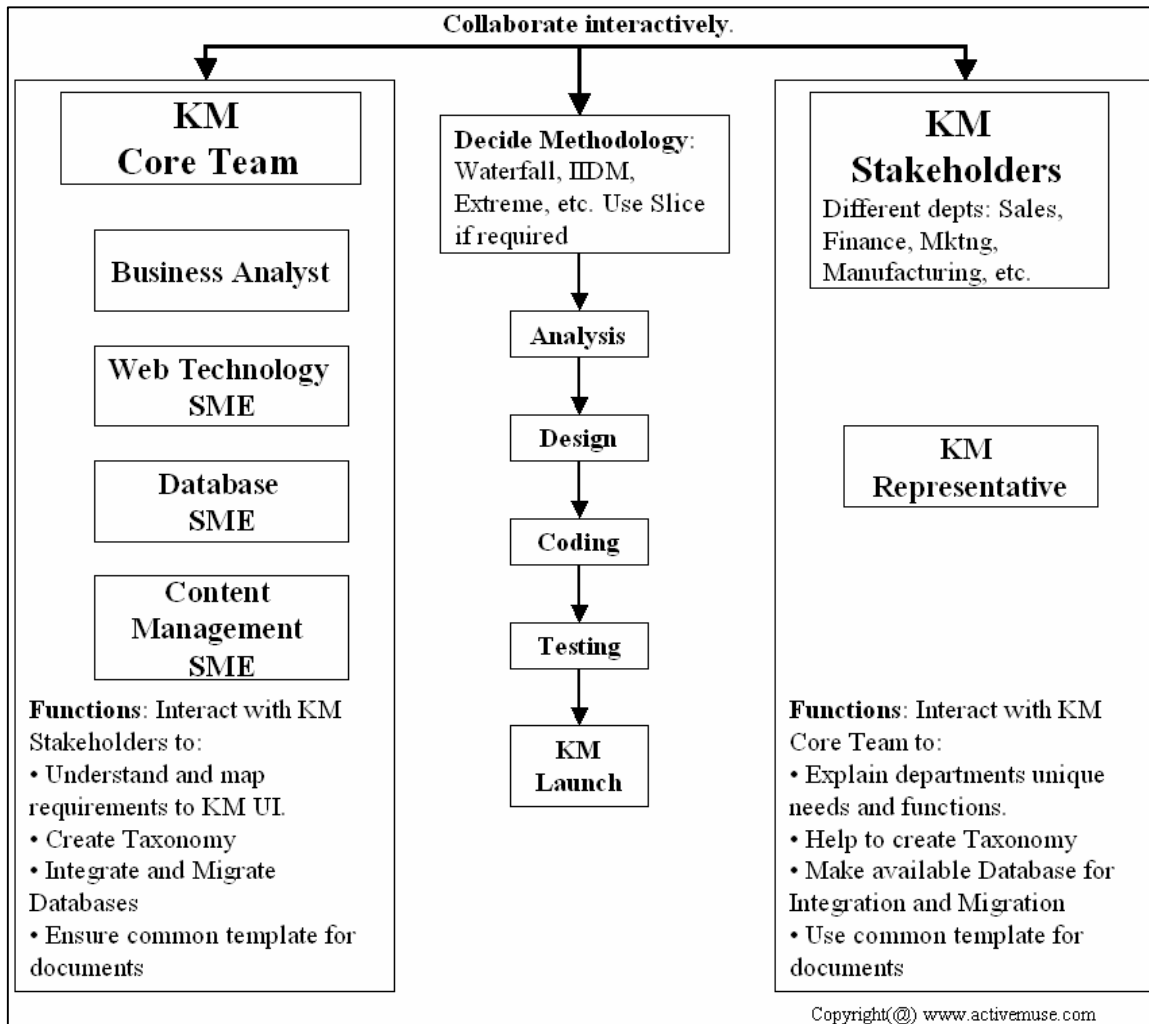 Collaborate interactively.
KM
Core Team
Business Analyst
Web Technology
SME
Database
SME
Content
Management
SME
Functions: Interact with KM
Stakeholders to:
• Understand and map
requirements to KM UI.
• Create Taxonomy
• Integrate and Migrate
Databases
• Ensure common template for
documents
Decide Methodology:
Waterfall, IIDM,
Extreme, etc. Use Slice
if required
Analysis
Design
Coding
Testing
KM
Launch
KM
Stakeholders
Different depts: Sales,
Finance, Mktng,
Manufacturing, etc.
KM
Representative
Functions: Interact with KM
Core Team to:
• Explain departments unique
needs and functions.
• Help to create Taxonomy
• Make available Database for
Integration and Migration
• Use common template for
documents
Copyright(@) www.activemuse.com